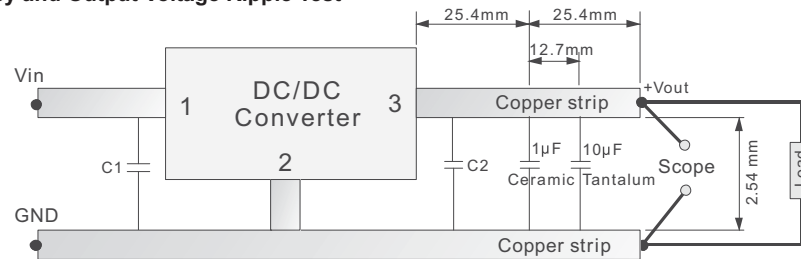 y and Output Voltage Ripple Test
25.4mm 25.4mm
12.7mm
Vin
+Vout
DC/DC
Converter
1
3
2
Copper strip
C1
C2
1μF
10μF
Ceramic Tantalum
Scope
2.54 mm
Load
GND
Copper strip